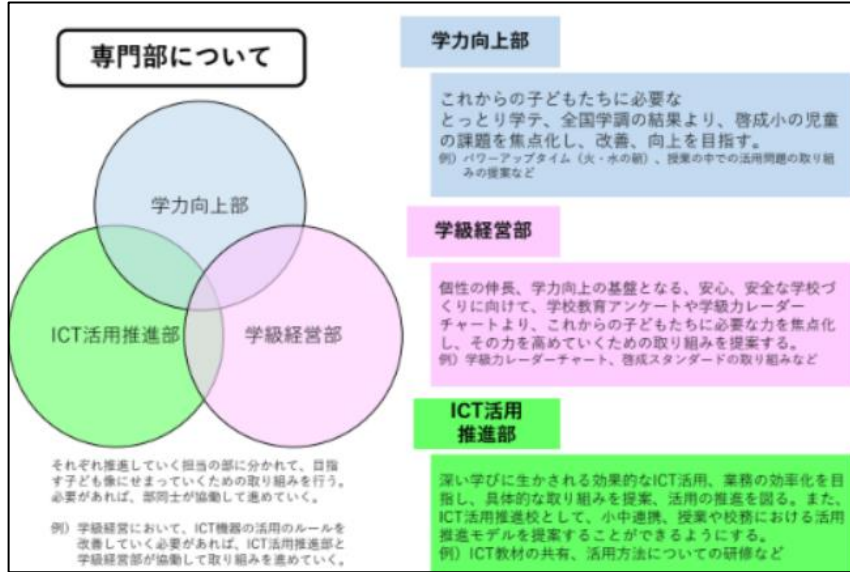 専門部について
学力向上部
ICT活用推進部
学級経営部
それぞれ推進していく担当の部に分かれて、目指
す子ども像にせまっていくための取り組みを行う。
必要があれば、部同士が協働して進めていく。
例）学級経営において、ICT機器の活用のルールを
改善していく必要があれば、ICT活用推進部と
学級経営部が協働して取り組みを進めていく。
学力向上部
これからの子どもたちに必要な
とっとり学テ、全国学調の結果より、啓成小の児童
の課題を焦点化し、改善、向上を目指す。
例）パワーアップタイム（火・水の朝）、授業の中での活用問題の取り組
みの提案など
学級経営部
個性の伸長、学力向上の基盤となる、安心、安全な学校づ
くりに向けて、学校教育アンケートや学級力レーダー
チャートより、これからの子どもたちに必要な力を焦点化
し、その力を高めていくための取り組みを提案する。
例）学級力レーダーチャート、啓成スタンダードの取り組みなど
ICT活用
推進部
深い学びに生かされる効果的なICT活用、業務の効率化を目
指し、具体的な取り組みを提案、活用の推進を図る。また、
ICT活用推進校として、小中連携、授業や校務における活用
推進モデルを提案することができるようにする。
例）ICT教材の共有、活用方法についての研修など